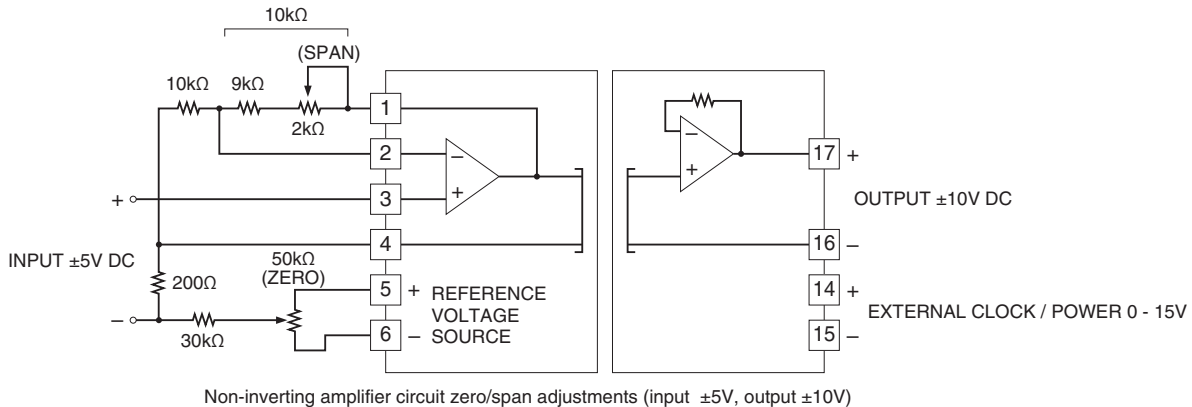 10kΩ
(SPAN)
10kΩ 9kΩ
2kΩ
1
2
3
4
5
6
+
−
−
+
+
INPUT ±5V DC
−
200Ω
50kΩ
(ZERO)
30kΩ
+ REFERENCE
VOLTAGE
− SOURCE
−
+
17 +
OUTPUT ±10V DC
16 −
14 +
EXTERNAL CLOCK / POWER 0 - 15V
15 −
Non-inverting amplifier circuit zero/span adjustments (input ±5V, output ±10V)